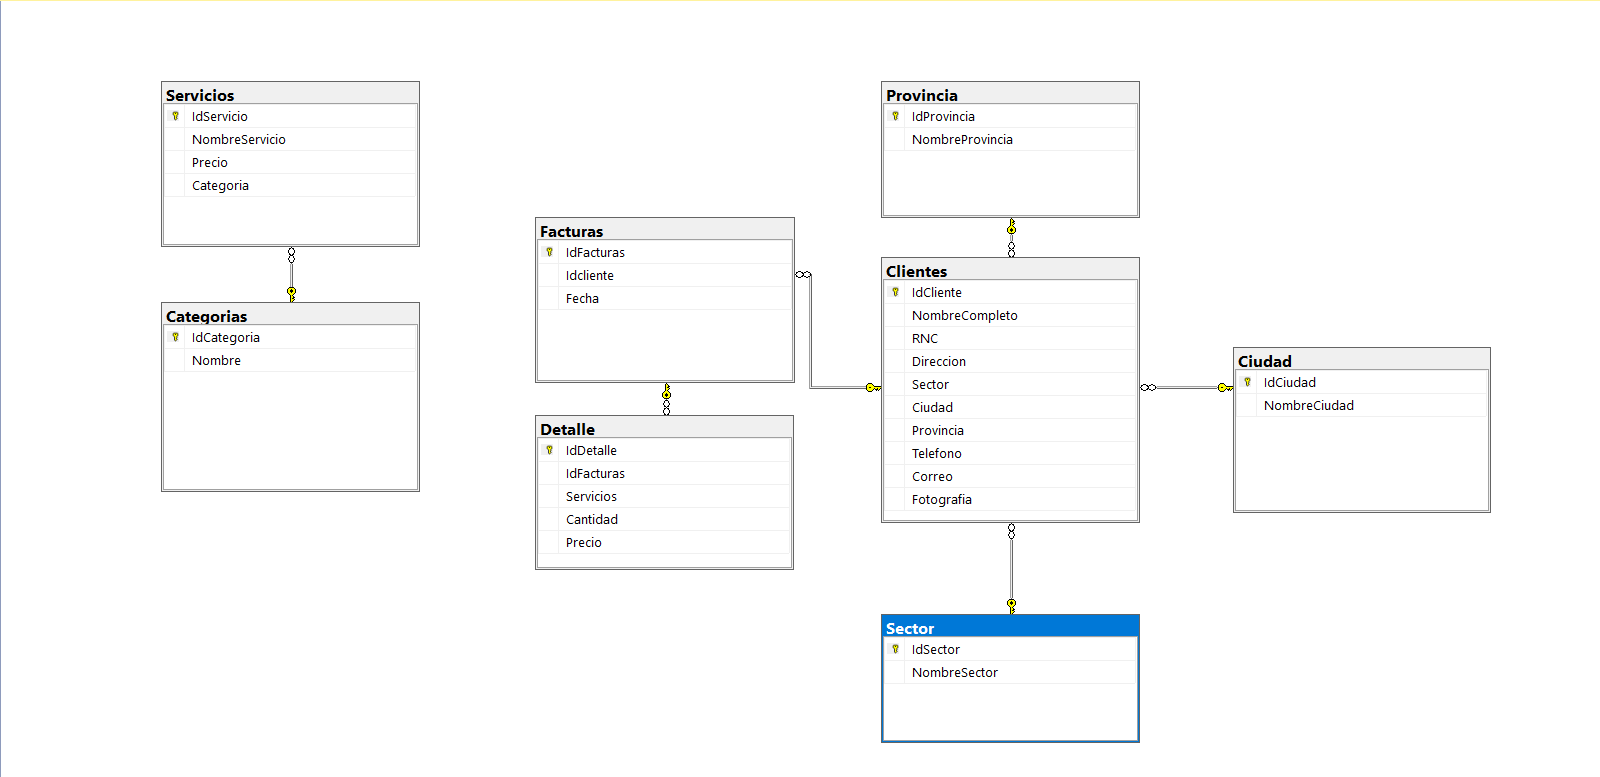 Servicios
IdServicio
NombreServicio
Precio
Categoria
Categorias
IdCategoria
Nombre
Facturas
IdFacturas
Idcliente
Fecha
Detalle
IdDetalle
IdFacturas
Servicios
Cantidad
Precio
Provincia
IdProvincia
NombreProvincia
Clientes
IdCliente
NombreCompleto
RNC
Direccion
Sector
Ciudad
Provincia
Telefono
Correo
Fotografia
Ciudad
IdCiudad
NombreCiudad
Sector
IdSector
NombreSector